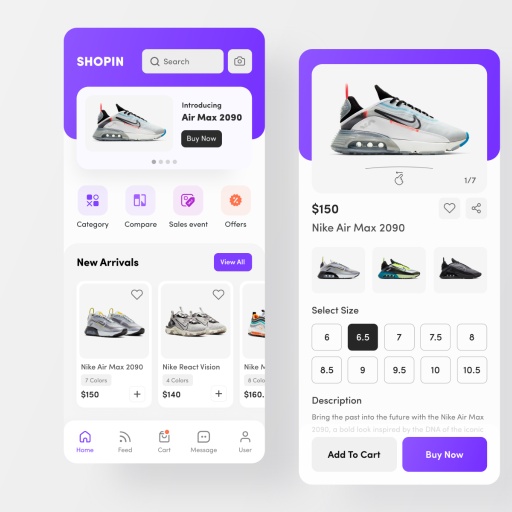 SHOPIN
Search
Introducing
Air Max 2090
Buy Now
Category
Compare
Sales event
Offers
New Arrivals
View All
Nike Air Max 2090
7 Colors
$150
+
Nike React Vision
4 Colors
$140
+
Nike M
8 Colo
$160.
Home
Feed
Cart
Message
User
1/7
$150
Nike Air Max 2090
Select Size
6 6.5 7 7.5 8
8.5 9 9.5 10 10.5
Description
Bring the past into the future with the Nike Air Max
2090, a bold look inspired by the DNA of the iconic
Add To Cart
Buy Now